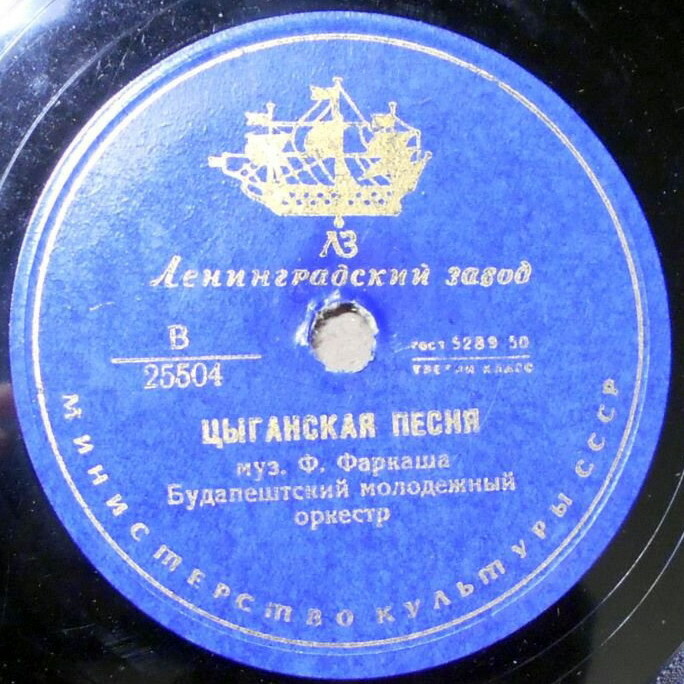 ЛЗ
Ленинградский завод
В
25504
ГОСТ 5289 50
ЦЫГАНСКАЯ ПЕСНЯ
муз. Ф. Фаркаша
Будапештский молодежный
оркестр
МИНИСТЕРСТВО КУЛЬТУРЫ СССР